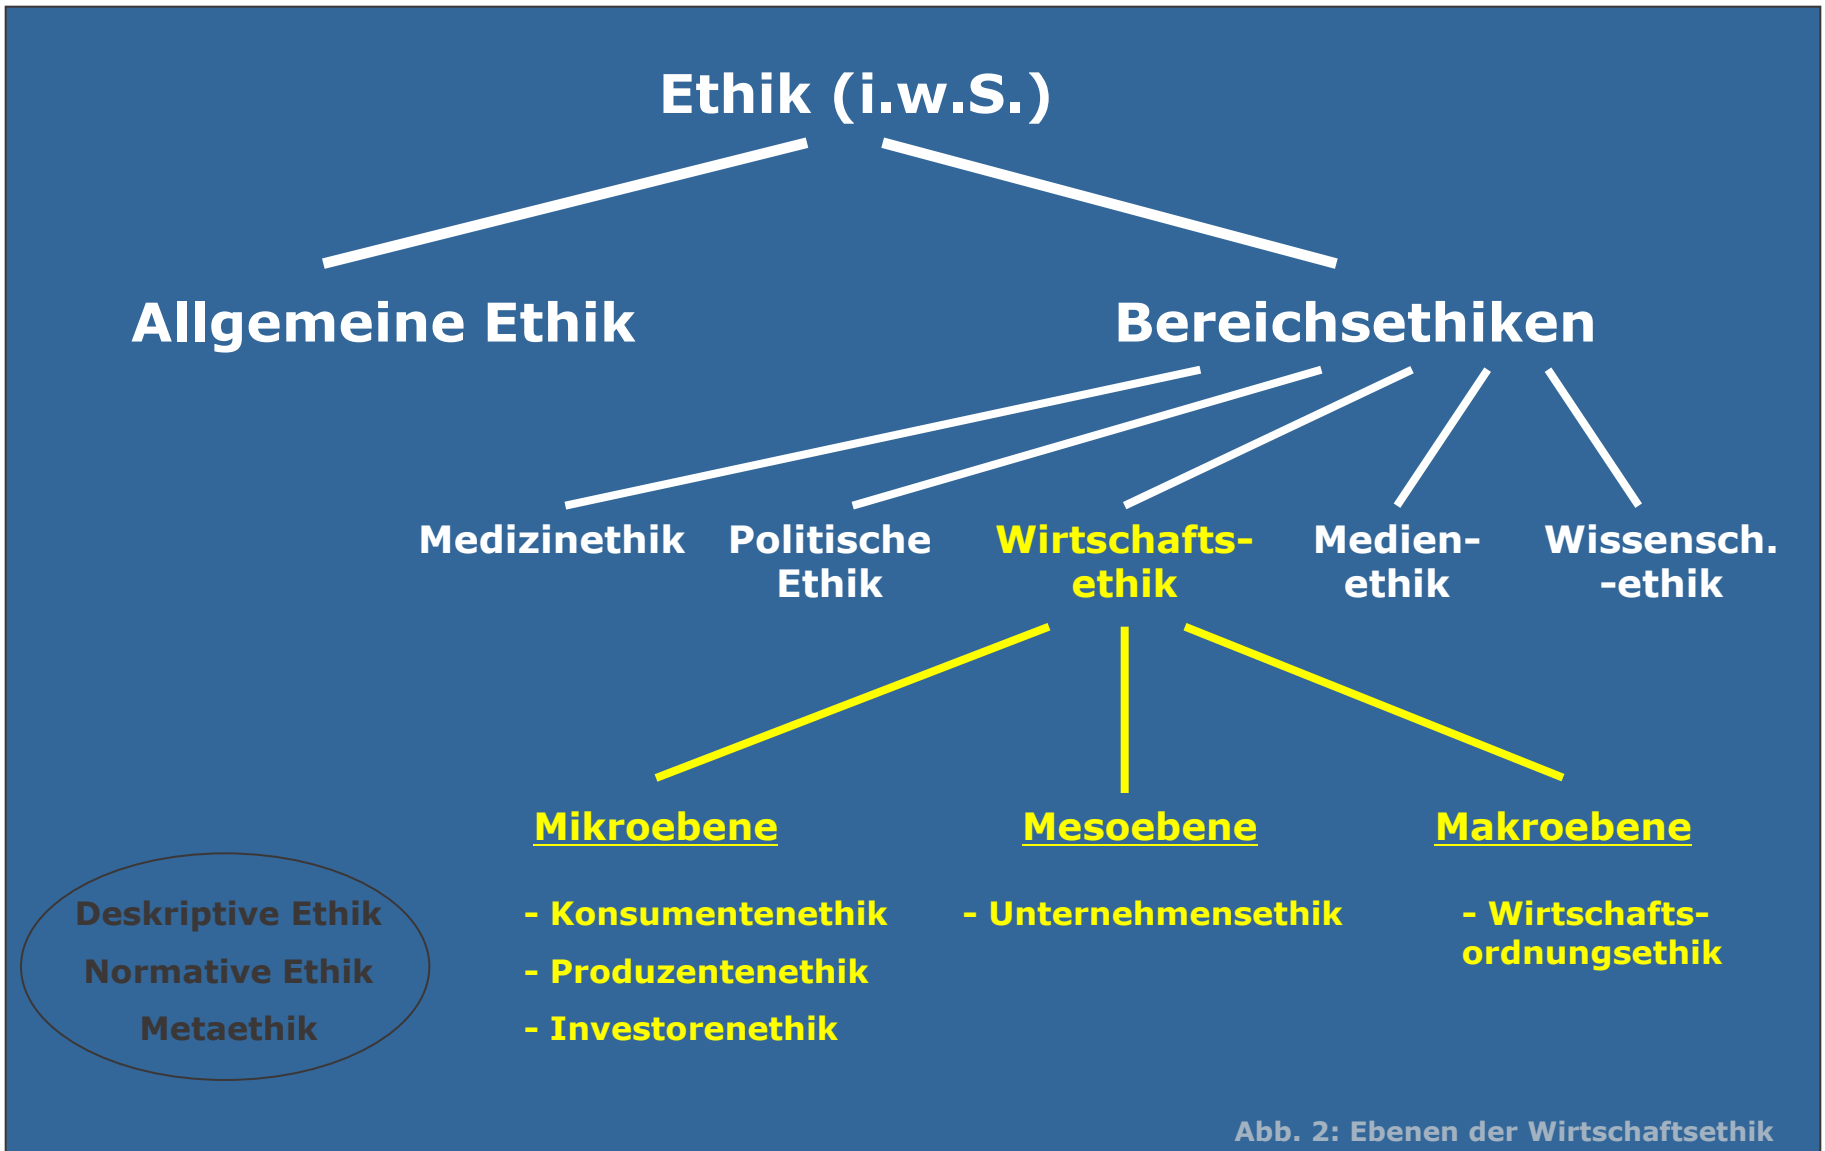 Ethik (i.w.S.)
Allgemeine Ethik
Bereichsethiken
Medizinethik
Politische
Ethik
Wirtschafts-
ethik
Medien-
ethik
Wissensch.
-ethik
Mikroebene
- Konsumentenethik
- Produzentenethik
- Investorenethik
Mesoebene
- Unternehmensethik
Makroebene
- Wirtschafts-
ordnungsethik
Deskriptive Ethik
Normative Ethik
Metaethik
Abb. 2: Ebenen der Wirtschaftsethik